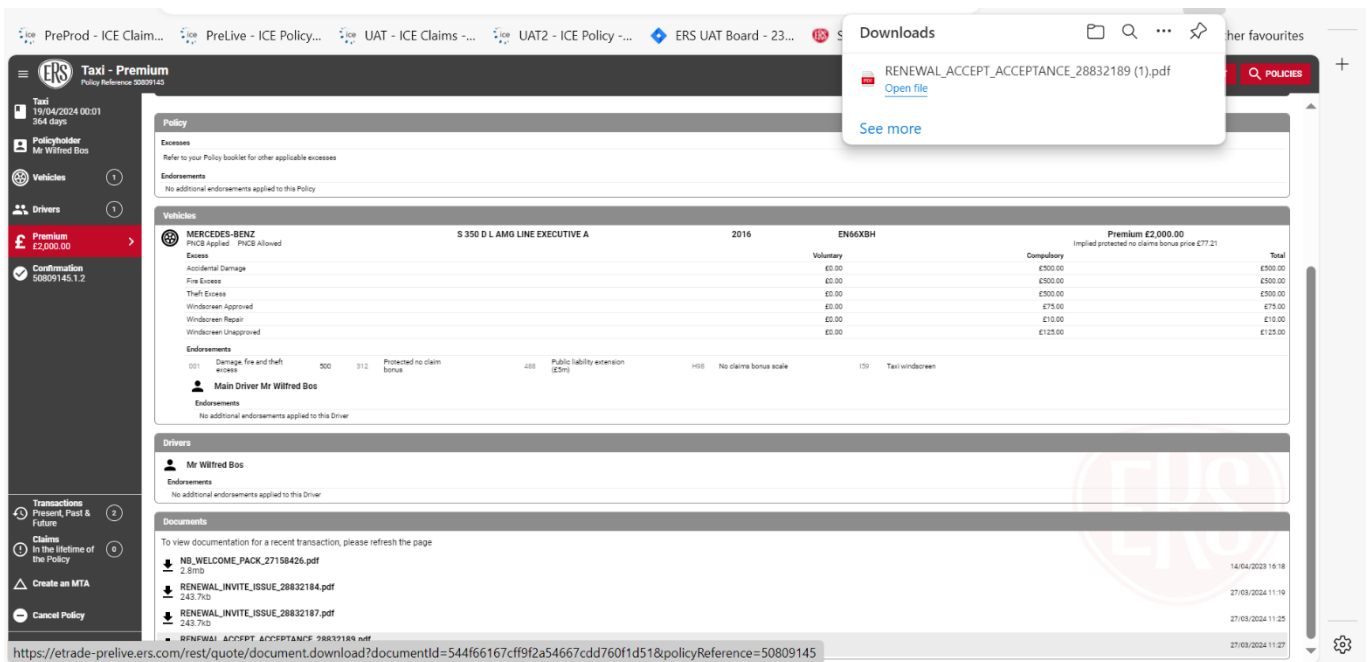 PreProd - ICE Claim... PreLive - ICE Policy... UAT - ICE Claims -... UAT2 - ICE Policy -... ERS UAT Board - 23... S her favourites
Downloads
RENEWAL_ACCEPT_ACCEPTANCE_28832189 (1).pdf
Open file
See more
ERS Taxi - Premium
Policy Reference 50809145
POLICIES
Taxi
19/04/2024 00:01
364 days
Policyholder
Mr Wilfred Bos
Vehicles 1
Drivers 1
Premium
£2,000.00
Confirmation
50809145.1.2
Transactions
Present, Past &
Future
2
Claims
In the lifetime of
the Policy
0
Create an MTA
Cancel Policy
Policy
Excesses
Refer to your Policy booklet for other applicable excesses
Endorsements
No additional endorsements applied to this Policy
Vehicles
MERCEDES-BENZ S 350 D L AMG LINE EXECUTIVE A 2016 EN66XBH Premium £2,000.00
PNCB Applied PNCB Allowed Implied protected no claims bonus price £77.21
Excess Voluntary Compulsory Total
Accidental Damage £0.00 £500.00 £500.00
Fire Excess £0.00 £500.00 £500.00
Theft Excess £0.00 £500.00 £500.00
Windscreen Approved £0.00 £75.00 £75.00
Windscreen Repair £0.00 £10.00 £10.00
Windscreen Unapproved £0.00 £125.00 £125.00
Endorsements
001 Damage, fire and theft excess 500 312 Protected no claim bonus 488 Public liability extension (£5m) H98 No claims bonus scale 159 Taxi windscreen
Main Driver Mr Wilfred Bos
Endorsements
No additional endorsements applied to this Driver
Drivers
Mr Wilfred Bos
Endorsements
No additional endorsements applied to this Driver
Documents
To view documentation for a recent transaction, please refresh the page
NB_WELCOME_PACK_27158426.pdf
2.8mb
14/04/2023 16:18
RENEWAL_INVITE_ISSUE_28832184.pdf
243.7kb
27/03/2024 11:19
RENEWAL_INVITE_ISSUE_28832187.pdf
243.7kb
27/03/2024 11:25
RENEWAL_ACCEPT_ACCEPTANCE_28832189.pdf
27/03/2024 11:27
ERS
https://etrade-prelive.ers.com/rest/quote/document.download?documentId=544f66167cff9f2a54667cdd760f1d51&policyReference=50809145